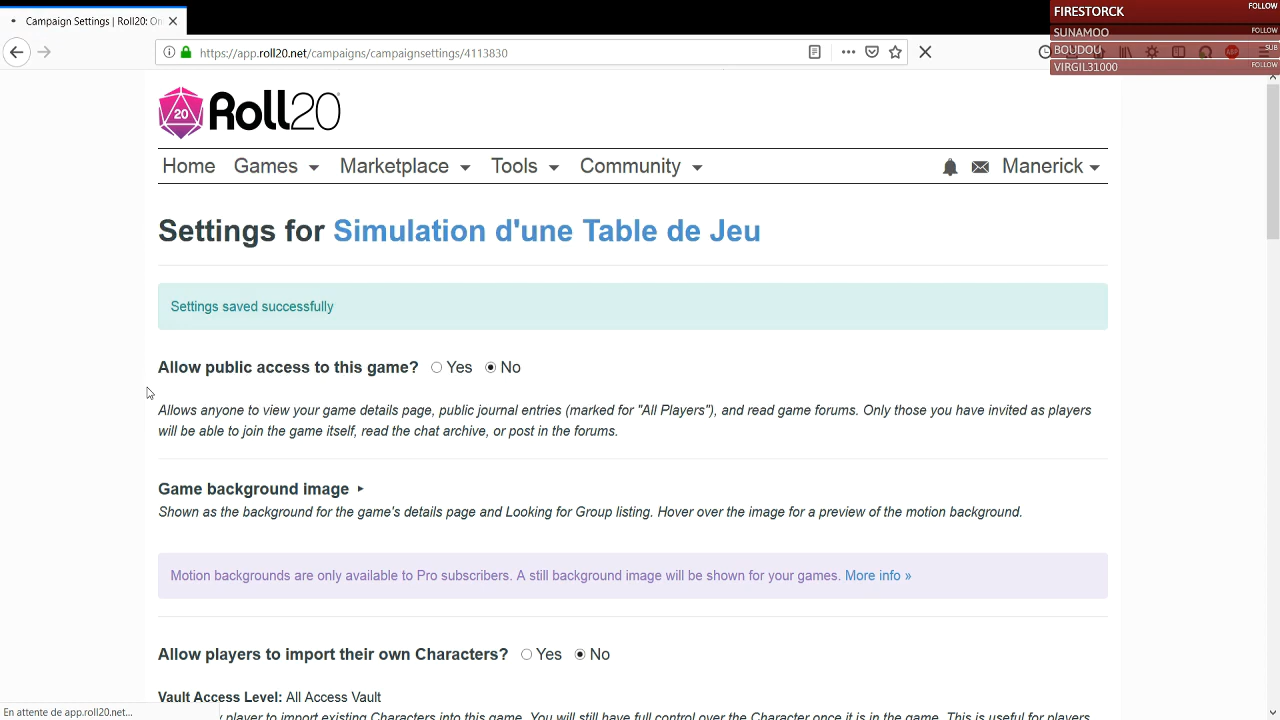 Campaign Settings | Roll20: On
https://app.roll20.net/campaigns/campaignsettings/4113830
FIRESTORCK FOLLOW
SUNAMOO FOLLOW
BOUDOU SUB
VIRGIL31000 FOLLOW
20 Roll20
Home Games Marketplace Tools Community Manerick
Settings for Simulation d'une Table de Jeu
Settings saved successfully
Allow public access to this game? Yes No
Allows anyone to view your game details page, public journal entries (marked for "All Players"), and read game forums. Only those you have invited as players
will be able to join the game itself, read the chat archive, or post in the forums.
Game background image
Shown as the background for the game's details page and Looking for Group listing. Hover over the image for a preview of the motion background.
Motion backgrounds are only available to Pro subscribers. A still background image will be shown for your games. More info »
Allow players to import their own Characters? Yes No
Vault Access Level: All Access Vault
player to import existing Characters into this game. You will still have full control over the Character once it is in the game. This is useful for players
En attente de app.roll20.net...